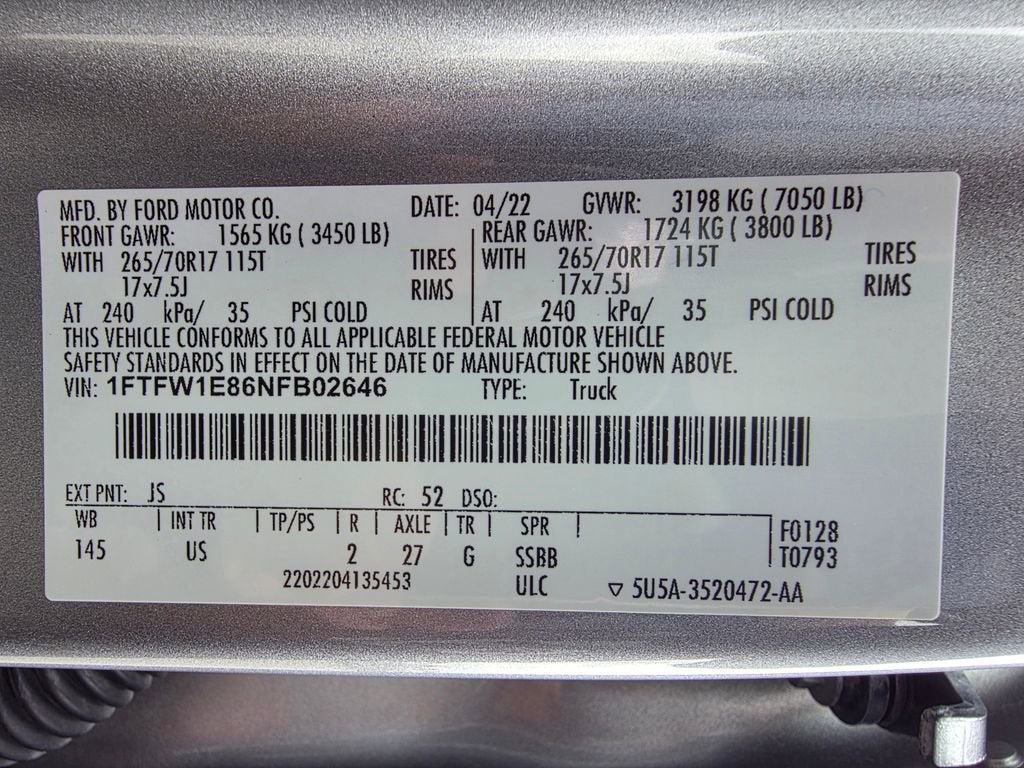 MFD. BY FORD MOTOR CO. DATE: 04/22 GVWR: 3198 KG ( 7050 LB)
FRONT GAWR: 1565 KG ( 3450 LB) REAR GAWR: 1724 KG ( 3800 LB)
WITH 265/70R17 115T TIRES WITH 265/70R17 115T TIRES
17x7.5J RIMS 17x7.5J RIMS
AT 240 kPa/ 35 PSI COLD AT 240 kPa/ 35 PSI COLD
THIS VEHICLE CONFORMS TO ALL APPLICABLE FEDERAL MOTOR VEHICLE
SAFETY STANDARDS IN EFFECT ON THE DATE OF MANUFACTURE SHOWN ABOVE.
VIN: 1FTFW1E86NFB02646 TYPE: Truck
EXT PNT: JS RC: 52 DSO:
WB | INT TR | TP/PS | R | AXLE | TR | SPR | F0128
145 US 2 27 G SSBB T0793
2202204135453 ULC ▽ 5U5A-3520472-AA